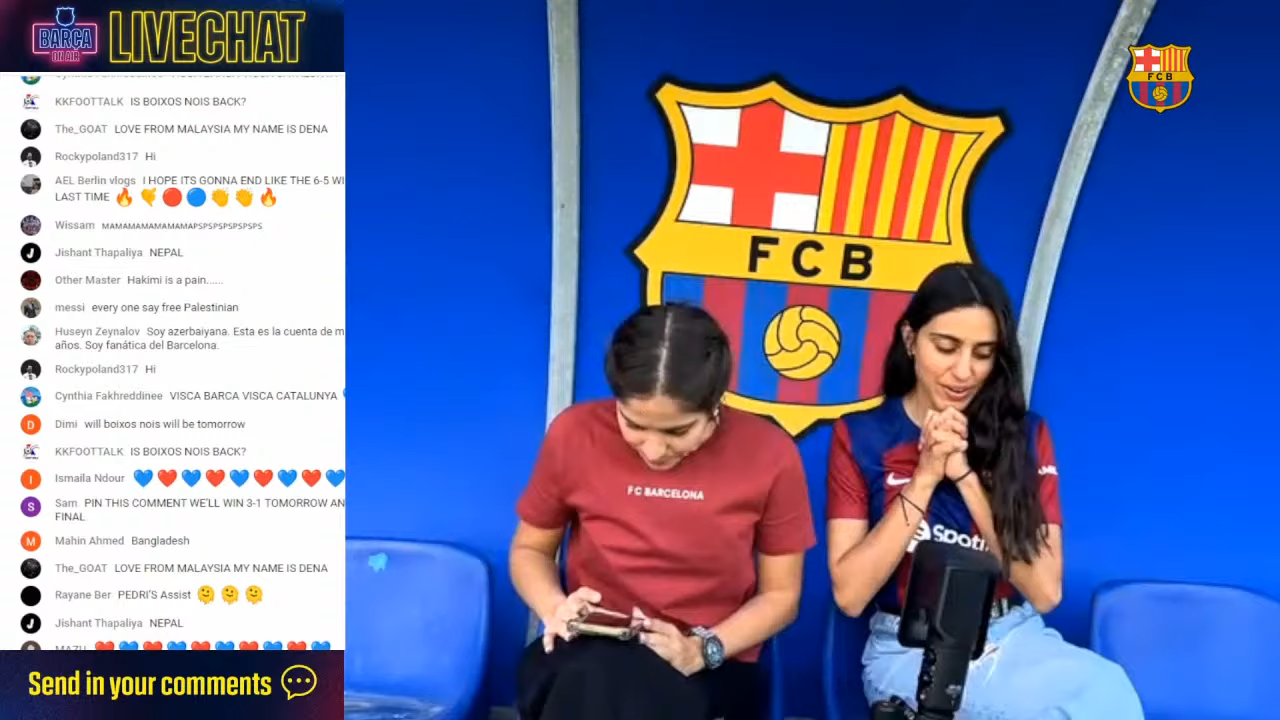 BARÇA
ON AIR
LIVECHAT
KKFOOTTALK IS BOIXOS NOIS BACK?
The_GOAT LOVE FROM MALAYSIA MY NAME IS DENA
Rockypoland317 Hi
AEL Berlin vlogs I HOPE ITS GONNA END LIKE THE 6-5 WI
LAST TIME 🔥 🤜 🔴 🔵 👏 👏 🔥
Wissam ᴍᴀᴍᴀᴍᴀᴍᴀᴍᴀᴍᴀᴍᴀᴘsᴘsᴘsᴘsᴘsᴘsᴘs
Jishant Thapaliya NEPAL
Other Master Hakimi is a pain......
messi every one say free Palestinian
Huseyn Zeynalov Soy azerbaiyana. Esta es la cuenta de m
años. Soy fanática del Barcelona.
Rockypoland317 Hi
Cynthia Fakhreddinee VISCA BARCA VISCA CATALUNYA
D Dimi will boixos nois will be tomorrow
KKFOOTTALK IS BOIXOS NOIS BACK?
I Ismaila Ndour 💙 ❤️ 💙 ❤️ 💙 ❤️ 💙 ❤️ 💙
S Sam PIN THIS COMMENT WE'LL WIN 3-1 TOMORROW AN
FINAL
M Mahin Ahmed Bangladesh
The_GOAT LOVE FROM MALAYSIA MY NAME IS DENA
Rayane Ber PEDRI'S Assist 🫠 🫠 🫠
J Jishant Thapaliya NEPAL
Send in your comments
FCB
FCB
FC BARCELONA
Spoti